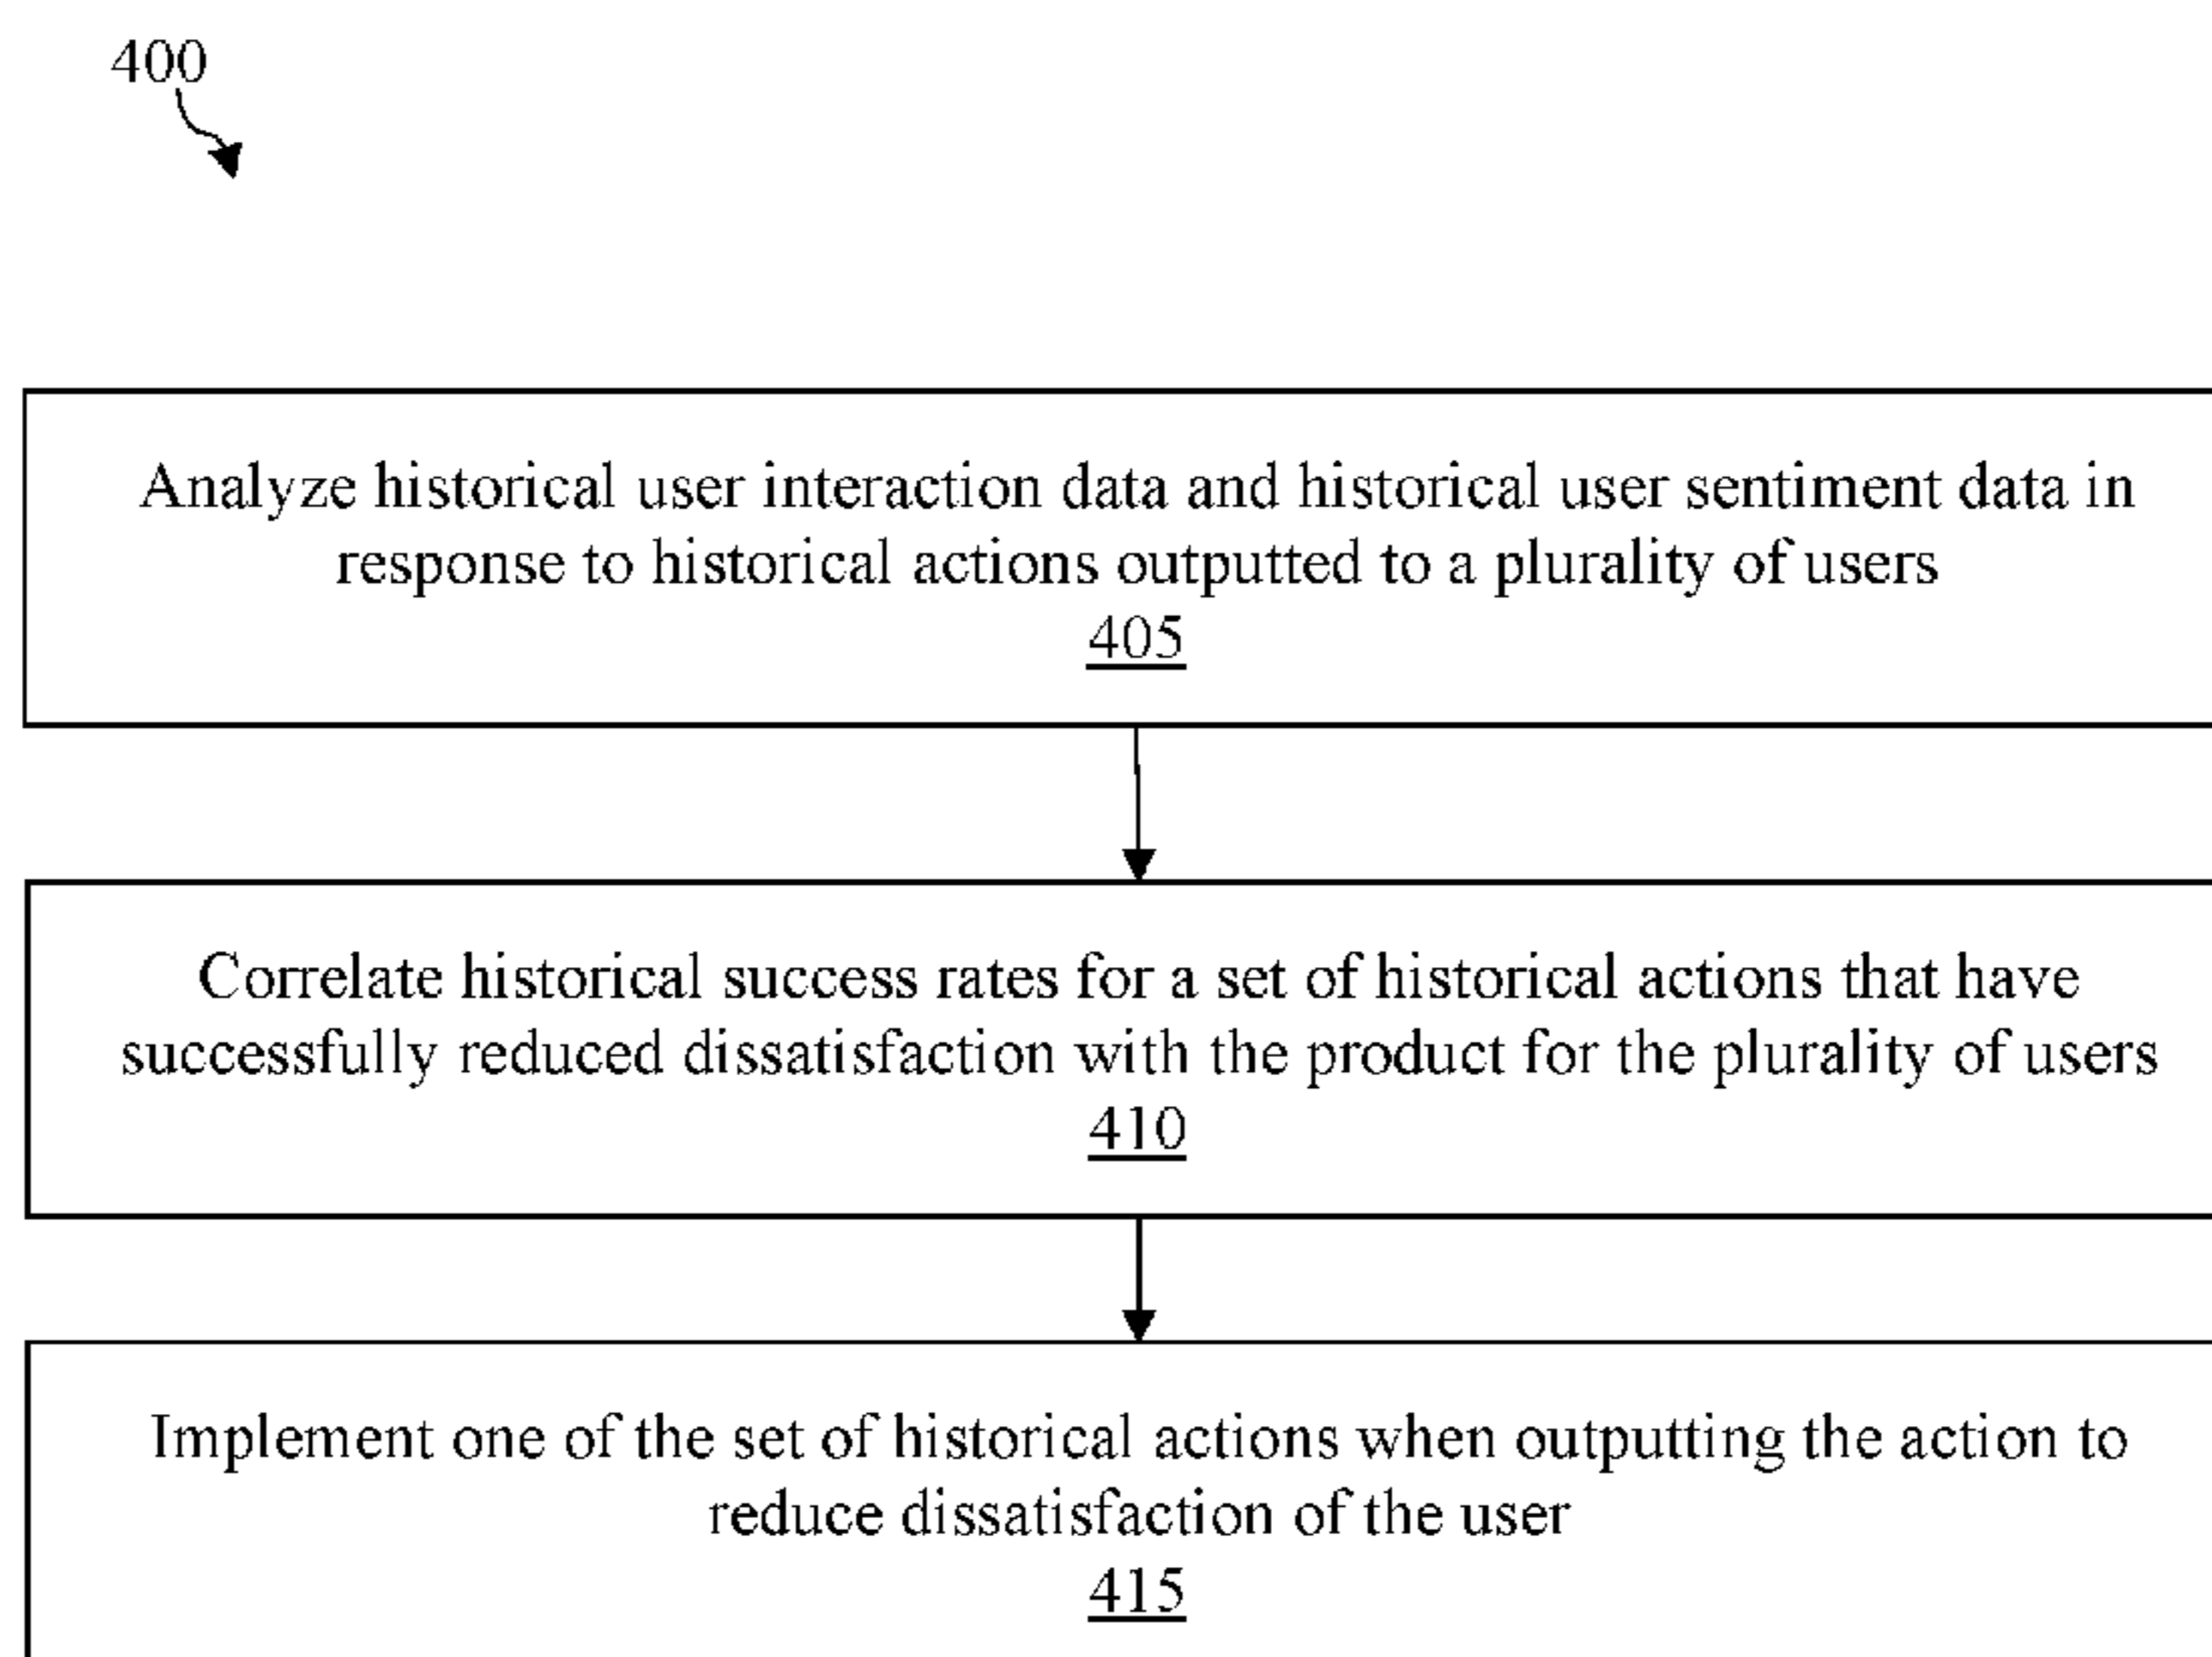 400
Analyze historical user interaction data and historical user sentiment data in
response to historical actions outputted to a plurality of users
405
Correlate historical success rates for a set of historical actions that have
successfully reduced dissatisfaction with the product for the plurality of users
410
Implement one of the set of historical actions when outputting the action to
reduce dissatisfaction of the user
415